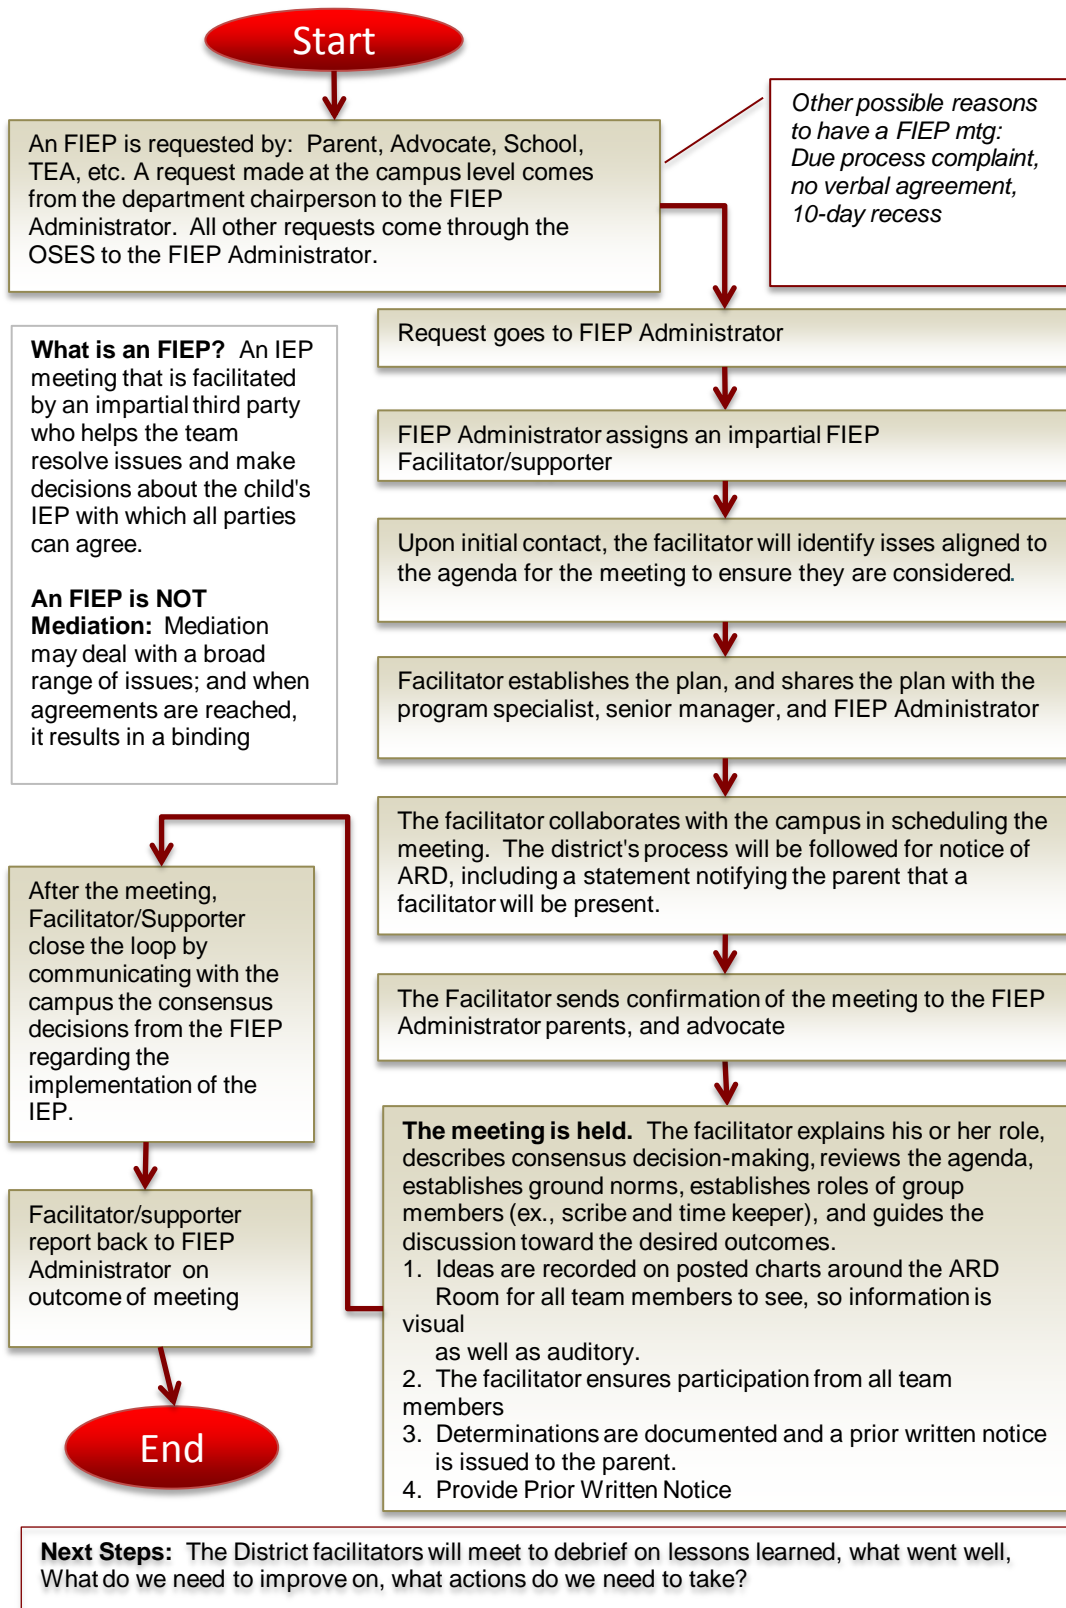 Start
An FIEP is requested by: Parent, Advocate, School,
TEA, etc. A request made at the campus level comes
from the department chairperson to the FIEP
Administrator. All other requests come through the
OSES to the FIEP Administrator.
Other possible reasons
to have a FIEP mtg:
Due process complaint,
no verbal agreement,
10-day recess
Request goes to FIEP Administrator
What is an FIEP? An IEP
meeting that is facilitated
by an impartial third party
who helps the team
resolve issues and make
decisions about the child's
IEP with which all parties
can agree.
An FIEP is NOT
Mediation: Mediation
may deal with a broad
range of issues; and when
agreements are reached,
it results in a binding
FIEP Administrator assigns an impartial FIEP
Facilitator/supporter
Upon initial contact, the facilitator will identify isses aligned to
the agenda for the meeting to ensure they are considered.
Facilitator establishes the plan, and shares the plan with the
program specialist, senior manager, and FIEP Administrator
The facilitator collaborates with the campus in scheduling the
meeting. The district's process will be followed for notice of
ARD, including a statement notifying the parent that a
facilitator will be present.
The Facilitator sends confirmation of the meeting to the FIEP
Administrator parents, and advocate
The meeting is held. The facilitator explains his or her role,
describes consensus decision-making, reviews the agenda,
establishes ground norms, establishes roles of group
members (ex., scribe and time keeper), and guides the
discussion toward the desired outcomes.
1. Ideas are recorded on posted charts around the ARD
Room for all team members to see, so information is
visual
as well as auditory.
2. The facilitator ensures participation from all team
members
3. Determinations are documented and a prior written notice
is issued to the parent.
4. Provide Prior Written Notice
After the meeting,
Facilitator/Supporter
close the loop by
communicating with the
campus the consensus
decisions from the FIEP
regarding the
implementation of the
IEP.
Facilitator/supporter
report back to FIEP
Administrator on
outcome of meeting
End
Next Steps: The District facilitators will meet to debrief on lessons learned, what went well,
What do we need to improve on, what actions do we need to take?